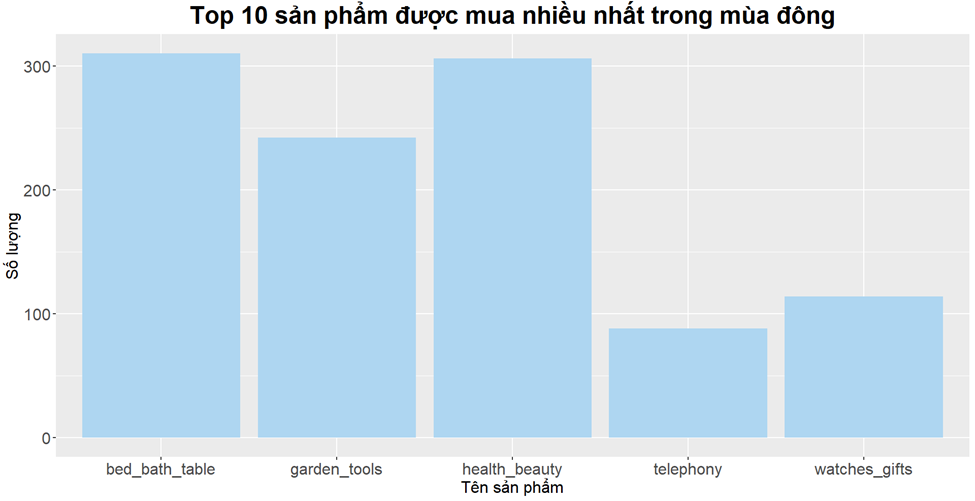 Top 10 sản phẩm được mua nhiều nhất trong mùa đông
Số lượng
300
200
100
0
bed_bath_table garden_tools health_beauty telephony watches_gifts
Tên sản phẩm